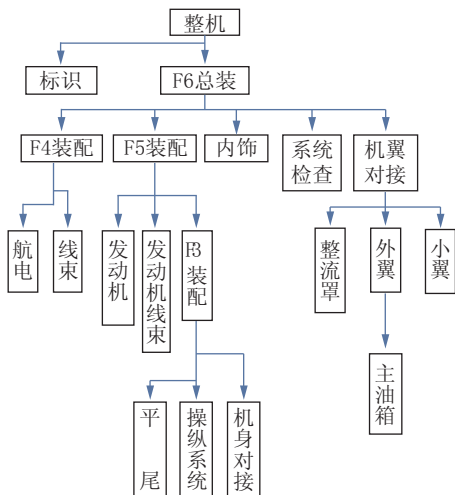 整机
标识
F6总装
F4装配
F5装配
内饰
系统
检查
机翼
对接
航电
线束
发动机
发动机线束
F3装配
整流罩
外翼
小翼
主油箱
平尾
操纵系统
机身对接